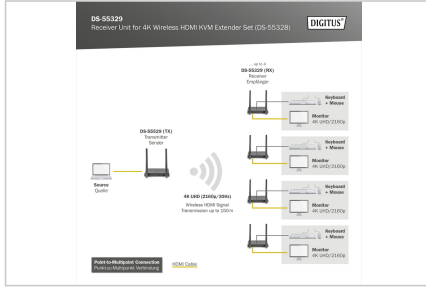 DS-55329
Receiver Unit for 4K Wireless HDMI KVM Extender Set (DS-55328)
DIGITUS®
up to 4
DS-55329 (RX)
Receiver
Empfänger
Keyboard
+ Mouse
Monitor
4K UHD/2160p
DS-55529 (TX)
Transmitter
Sendor
Keyboard
+ Mouse
Monitor
4K UHD/2160p
Source
Quelle
4K UHD (2160p/30Hz)
Wireless HDMI Signal
Transmission up to 150m
Keyboard
+ Mouse
Monitor
4K UHD/2160p
Keyboard
+ Mouse
Monitor
4K UHD/2160p
Point-to-Multipoint Connection
Punkt-zu-Multipunkt Verbindung
HDMI Cable